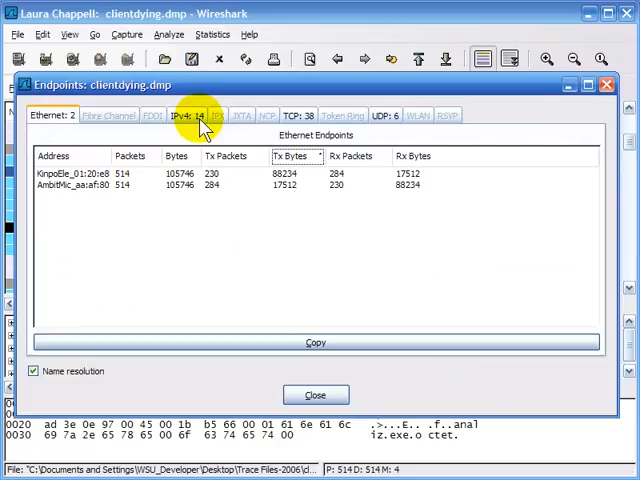 Laura Chappell: clientdying.dmp - Wireshark
File Edit View Go Capture Analyze Statistics Help
Endpoints: clientdying.dmp
Ethernet: 2 Fibre Channel FDDI IPv4: 14 IPX JXTA NCP TCP: 38 Token Ring UDP: 6 WLAN RSVP
Ethernet Endpoints
Address Packets Bytes Tx Packets Tx Bytes Rx Packets Rx Bytes
KinpoEle_01:20:e8 514 105746 230 88234 284 17512
AmbitMic_aa:af:80 514 105746 284 17512 230 88234
Copy
Name resolution
Close
0020 ad 3e 0e 97 00 45 00 1b b5 66 00 01 61 6e 61 6c .>...E.. .f..anal
0030 69 7a 2e 65 78 65 00 6f 63 74 65 74 00 iz.exe.o ctet.
File: "C:\Documents and Settings\WSU_Developer\Desktop\Trace Files-2006\cl... P: 514 D: 514 M: 4